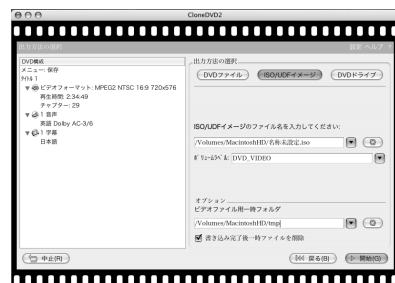 CloneDVD2
出力方法の選択
設定 ヘルプ
DVD構成
メニュー: 保存
ﾀｲﾄﾙ 1
ビデオフォーマット: MPEG2 NTSC 16:9 720x576
再生時間: 2:34:49
チャプター: 29
1 音声
英語 Dolby AC-3/6
1 字幕
日本語
出力方法の選択
DVDファイル
ISO/UDFイメージ
DVDドライブ
ISO/UDFイメージのファイル名を入力してください:
/Volumes/MacintoshHD/名称未設定.iso
ﾎﾞﾘｭｰﾑﾗﾍﾞﾙ: DVD_VIDEO
オプション
ビデオファイル用一時フォルダ
/Volumes/MacintoshHD/tmp
書き込み完了後一時ファイルを削除
中止(R)
戻る(B)
開始(G)